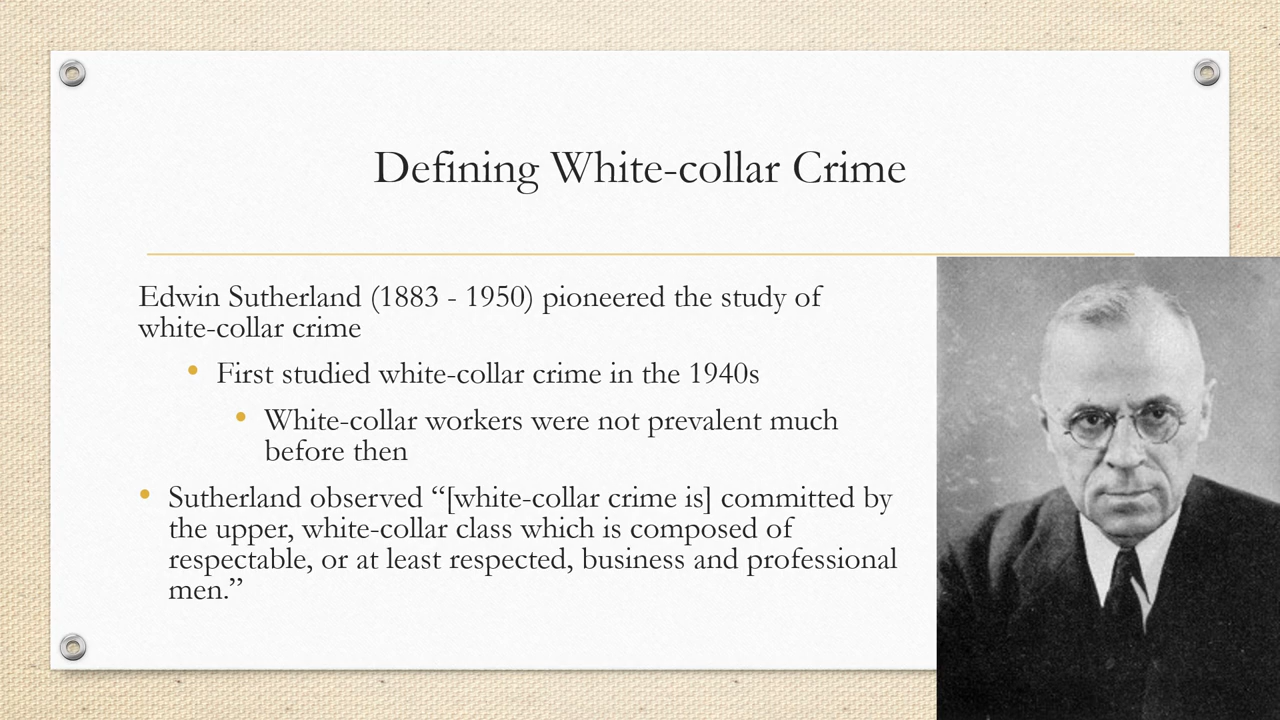 Defining White-collar Crime
Edwin Sutherland (1883 - 1950) pioneered the study of
white-collar crime
• First studied white-collar crime in the 1940s
• White-collar workers were not prevalent much
before then
• Sutherland observed “[white-collar crime is] committed by
the upper, white-collar class which is composed of
respectable, or at least respected, business and professional
men.”